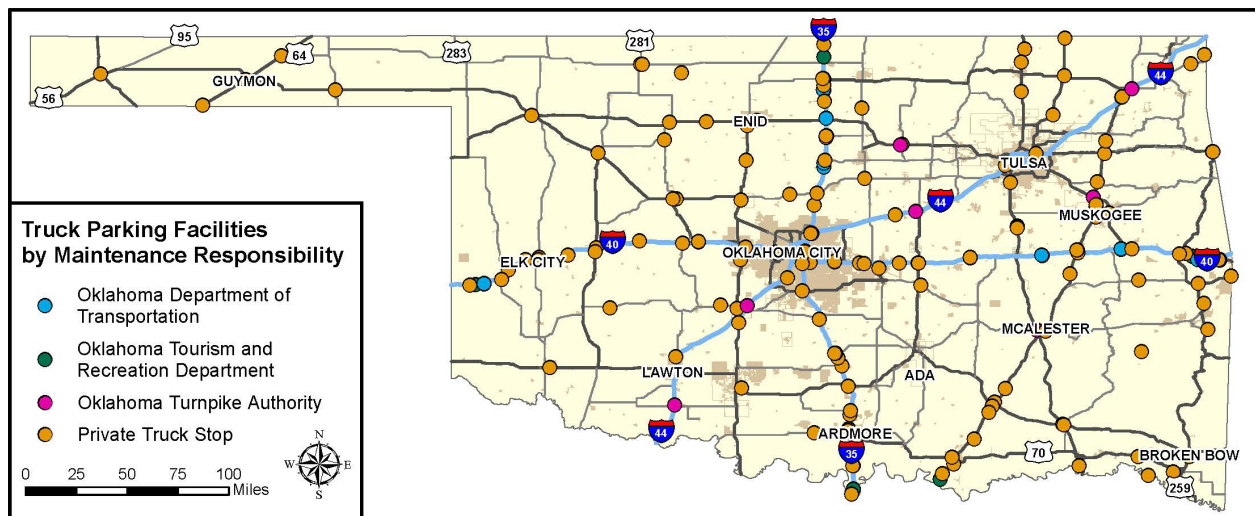 95
35
281
64
283
44
GUYMON
56
ENID
TULSA
44
MUSKOGEE
Truck Parking Facilities
by Maintenance Responsibility
40
OKLAHOMA CITY
ELK CITY
40
Oklahoma Department of
Transportation
MCALESTER
Oklahoma Tourism and
Recreation Department
LAWTON
ADA
Oklahoma Turnpike Authority
Private Truck Stop
44
ARDMORE
35
70
BROKEN BOW
259
N
W E
S
0 25 50 75 100
Miles